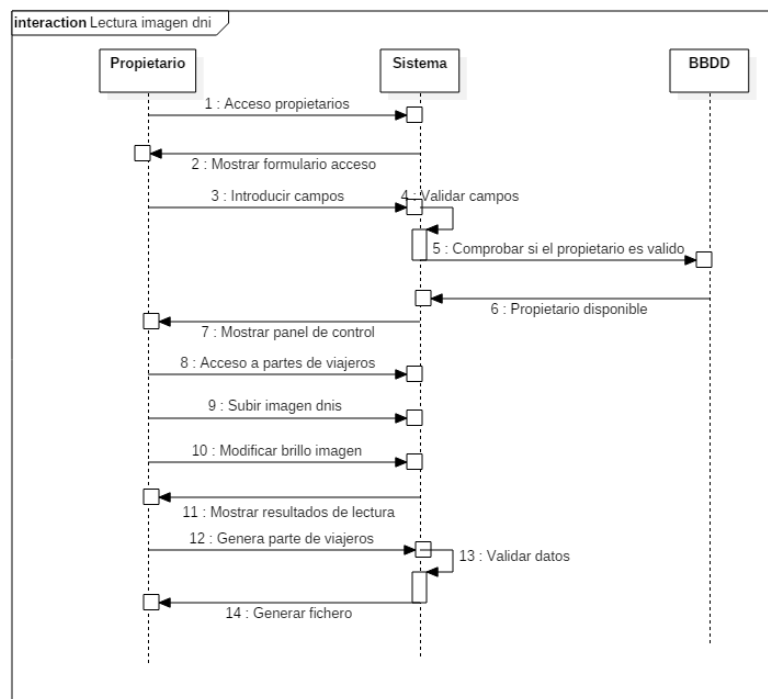 interaction Lectura imagen dni
Propietario
Sistema
BBDD
1 : Acceso propietarios
2 : Mostrar formulario acceso
3 : Introducir campos
4 : Validar campos
5 : Comprobar si el propietario es valido
6 : Propietario disponible
7 : Mostrar panel de control
8 : Acceso a partes de viajeros
9 : Subir imagen dnis
10 : Modificar brillo imagen
11 : Mostrar resultados de lectura
12 : Genera parte de viajeros
13 : Validar datos
14 : Generar fichero